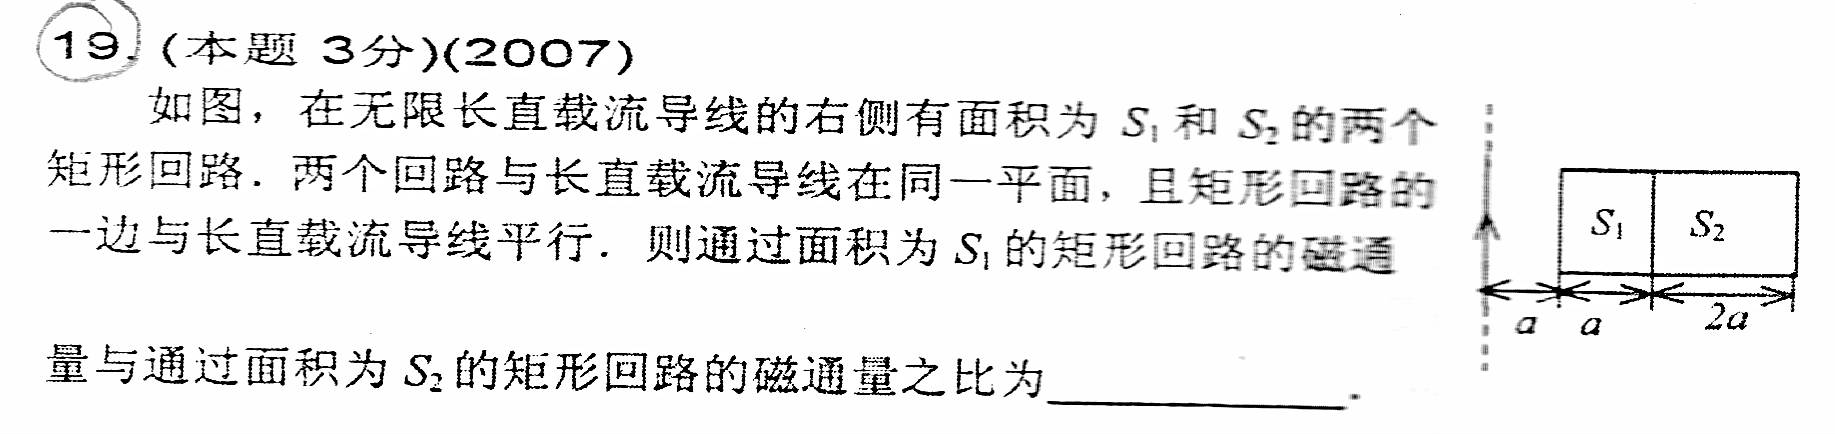 19. (本题 3分)(2007)
如图，在无限长直载流导线的右侧有面积为 S₁ 和 S₂ 的两个
矩形回路．两个回路与长直载流导线在同一平面，且矩形回路的
一边与长直载流导线平行．则通过面积为 S₁ 的矩形回路的磁通
量与通过面积为 S₂ 的矩形回路的磁通量之比为____________．
S₁ S₂
a a 2a